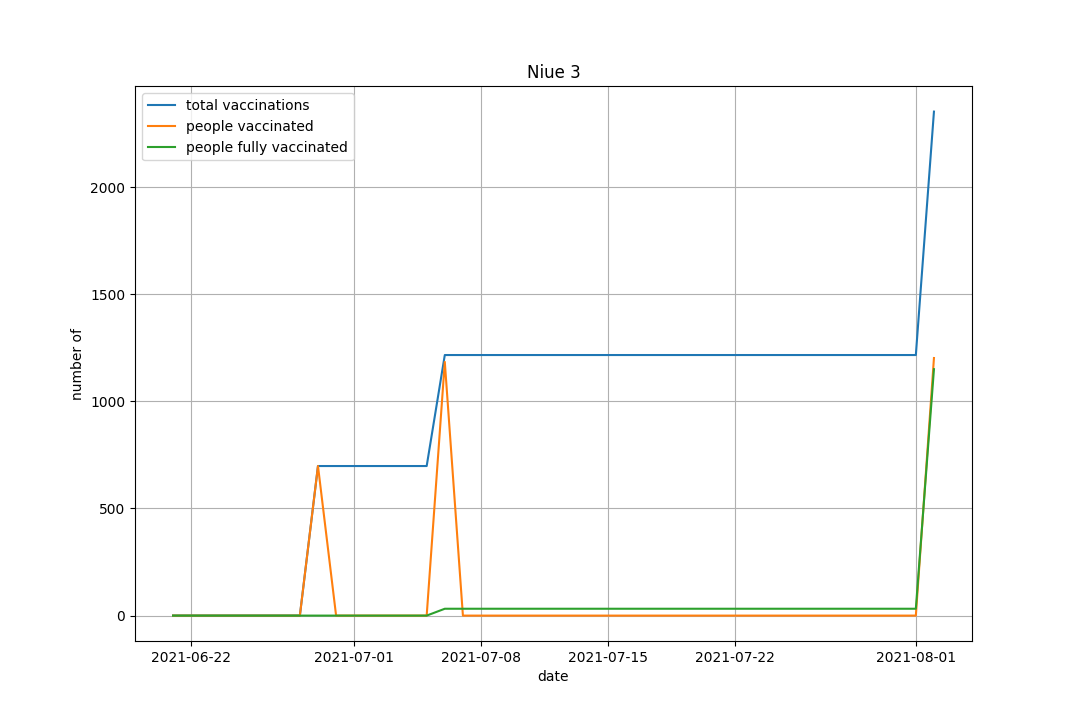 Niue 3
total vaccinations
people vaccinated
people fully vaccinated
number of
2000
1500
1000
500
0
2021-06-22 2021-07-01 2021-07-08 2021-07-15 2021-07-22 2021-08-01
date